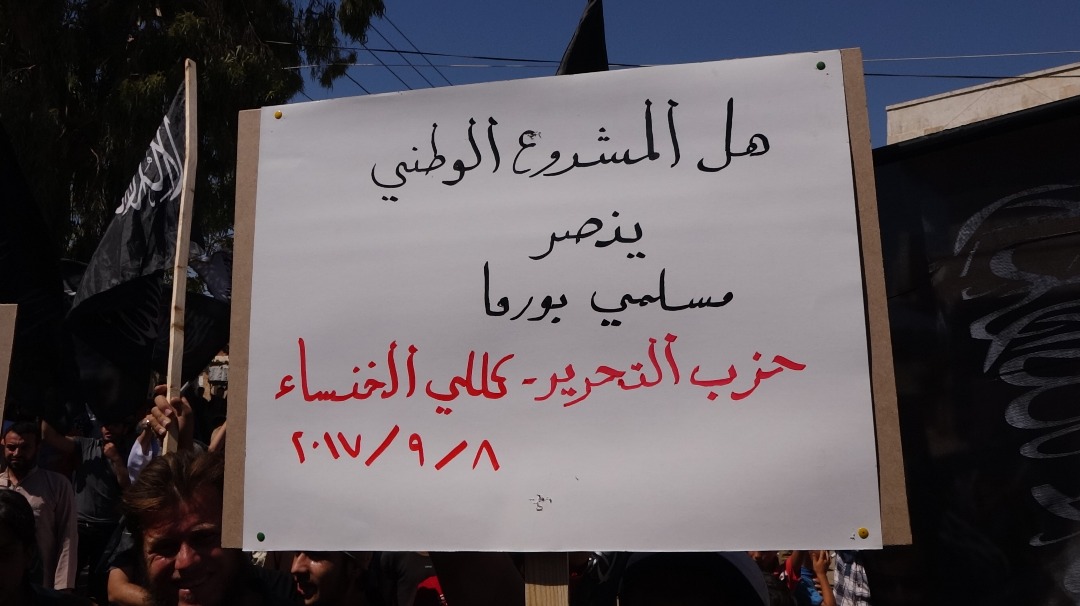 هل المشروع الوطني
ينصر
مسلمي بورما
حزب التحرير - كللي الخنساء
٢٠١٧/٩/٨